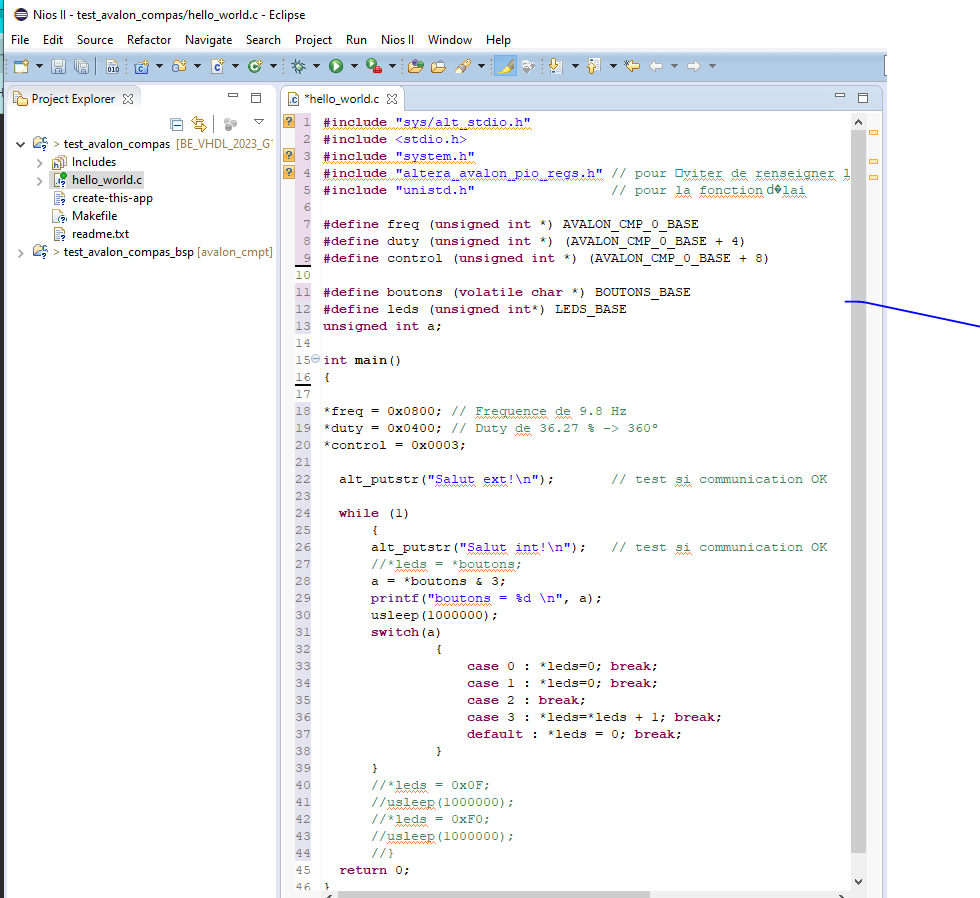 Nios II - test_avalon_compas/hello_world.c - Eclipse
File Edit Source Refactor Navigate Search Project Run Nios II Window Help
Project Explorer
test_avalon_compas [BE_VHDL_2023_G
Includes
hello_world.c
create-this-app
Makefile
readme.txt
test_avalon_compas_bsp [avalon_cmpt]
*hello_world.c
1 #include "sys/alt_stdio.h"
2 #include <stdio.h>
3 #include "system.h"
4 #include "altera_avalon_pio_regs.h" // pour □viter de renseigner l
5 #include "unistd.h" // pour la fonction d�lai
6
7 #define freq (unsigned int *) AVALON_CMP_0_BASE
8 #define duty (unsigned int *) (AVALON_CMP_0_BASE + 4)
9 #define control (unsigned int *) (AVALON_CMP_0_BASE + 8)
10
11 #define boutons (volatile char *) BOUTONS_BASE
12 #define leds (unsigned int*) LEDS_BASE
13 unsigned int a;
14
15 int main()
16 {
17
18 *freq = 0x0800; // Frequence de 9.8 Hz
19 *duty = 0x0400; // Duty de 36.27 % -> 360°
20 *control = 0x0003;
21
22 alt_putstr("Salut ext!\n"); // test si communication OK
23
24 while (1)
25 {
26 alt_putstr("Salut int!\n"); // test si communication OK
27 //*leds = *boutons;
28 a = *boutons & 3;
29 printf("boutons = %d \n", a);
30 usleep(1000000);
31 switch(a)
32 {
33 case 0 : *leds=0; break;
34 case 1 : *leds=0; break;
35 case 2 : break;
36 case 3 : *leds=*leds + 1; break;
37 default : *leds = 0; break;
38 }
39 }
40 //*leds = 0x0F;
41 //usleep(1000000);
42 //*leds = 0xF0;
43 //usleep(1000000);
44 //}
45 return 0;
46 }